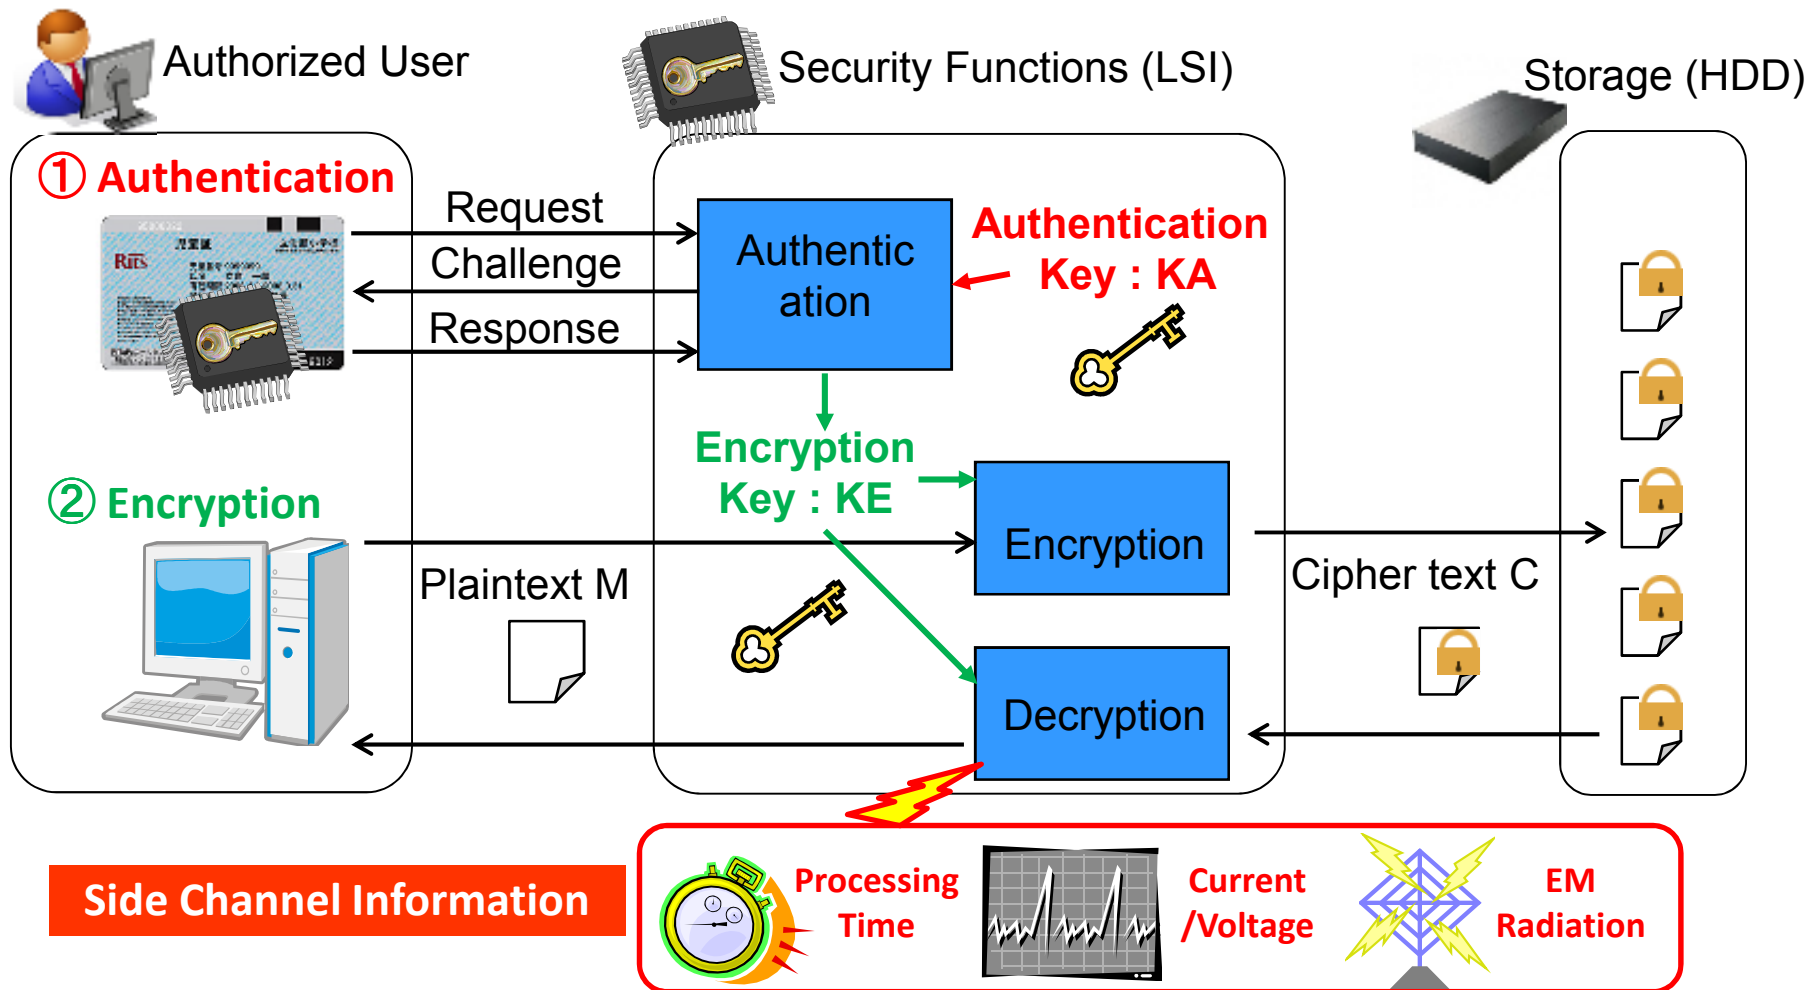 Authorized User
Security Functions (LSI)
Storage (HDD)
① Authentication
Request
Challenge
Response
RITS
Authentic
ation
Authentication
Key : KA
Encryption
Key : KE
② Encryption
Plaintext M
Encryption
Cipher text C
Decryption
Side Channel Information
Processing
Time
Current
/Voltage
EM
Radiation